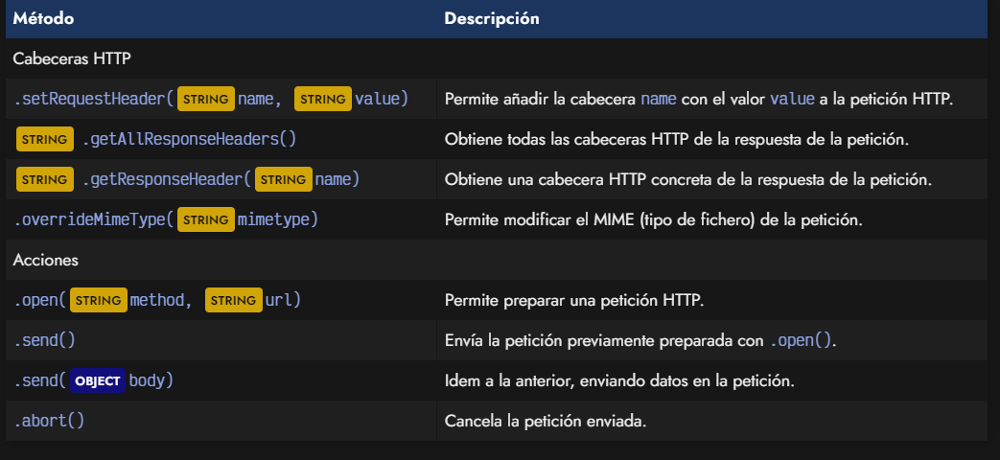 Método Descripción
Cabeceras HTTP
.setRequestHeader(STRING name, STRING value) Permite añadir la cabecera name con el valor value a la petición HTTP.
STRING .getAllResponseHeaders() Obtiene todas las cabeceras HTTP de la respuesta de la petición.
STRING .getResponseHeader(STRING name) Obtiene una cabecera HTTP concreta de la respuesta de la petición.
.overrideMimeType(STRING mimetype) Permite modificar el MIME (tipo de fichero) de la petición.
Acciones
.open(STRING method, STRING url) Permite preparar una petición HTTP.
.send() Envía la petición previamente preparada con .open().
.send(OBJECT body) Idem a la anterior, enviando datos en la petición.
.abort() Cancela la petición enviada.